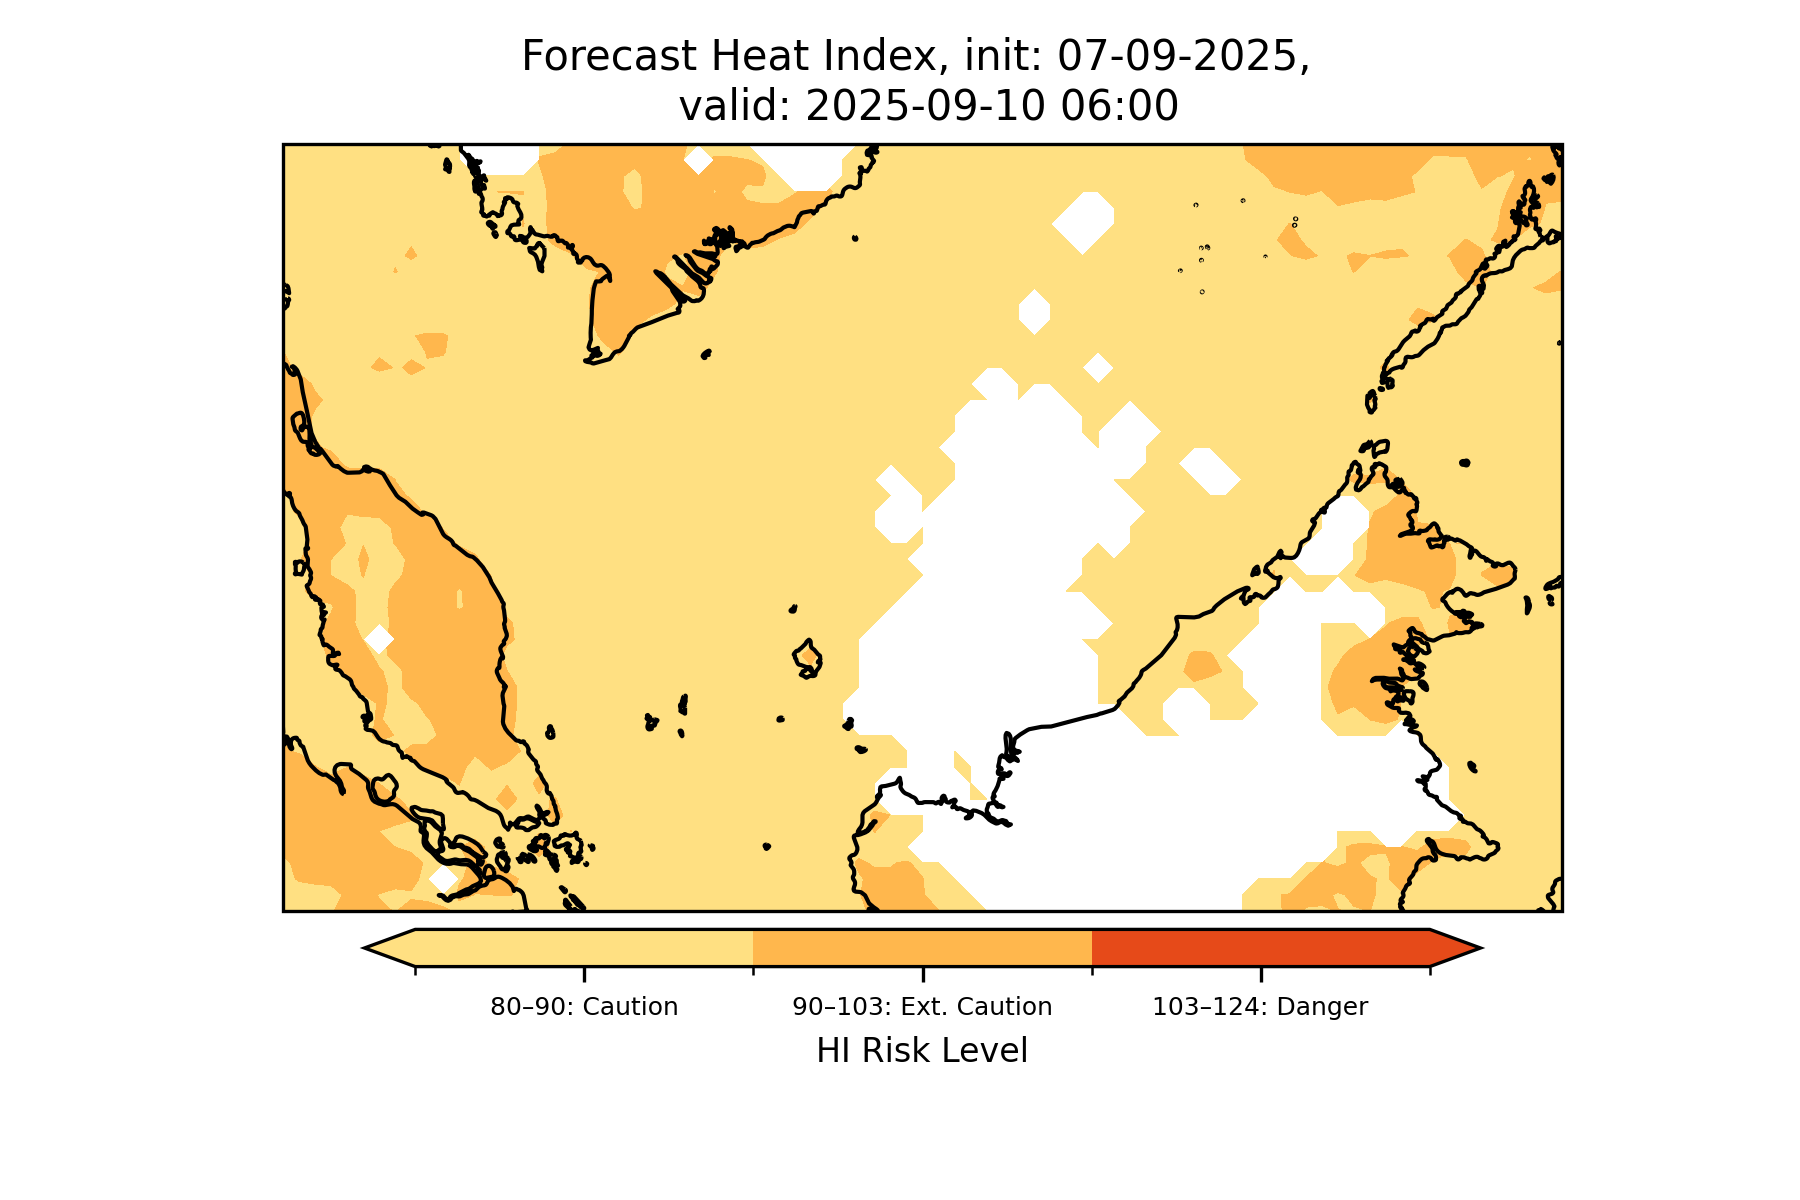 Forecast Heat Index, init: 07-09-2025,
valid: 2025-09-10 06:00
80–90: Caution
90–103: Ext. Caution
103–124: Danger
HI Risk Level